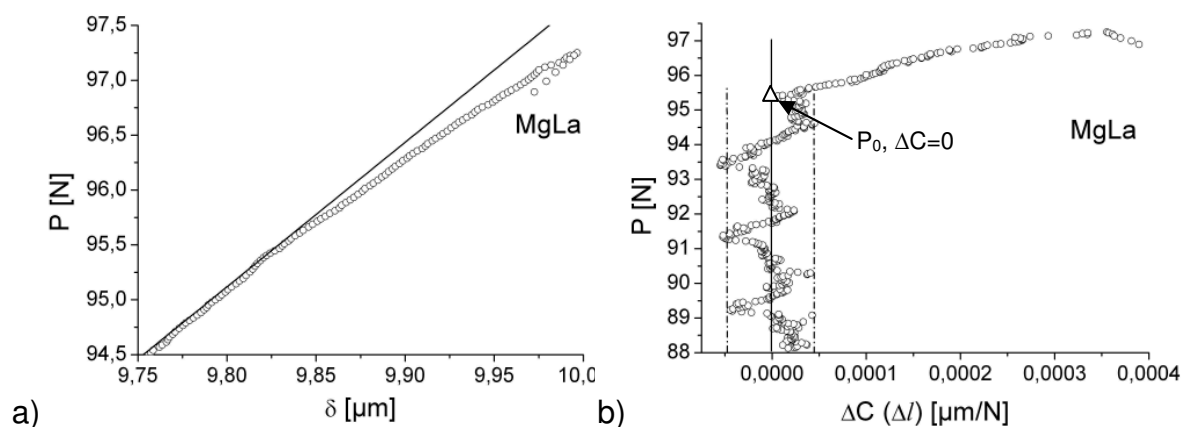 97,5
97,0
96,5
96,0
95,5
95,0
94,5
P [N]
MgLa
9,75 9,80 9,85 9,90 9,95 10,0
δ [µm]
a)
97
96
95
94
93
92
91
90
89
88
P [N]
P₀, ΔC=0
MgLa
0,0000 0,0001 0,0002 0,0003 0,0004
ΔC (Δl) [µm/N]
b)